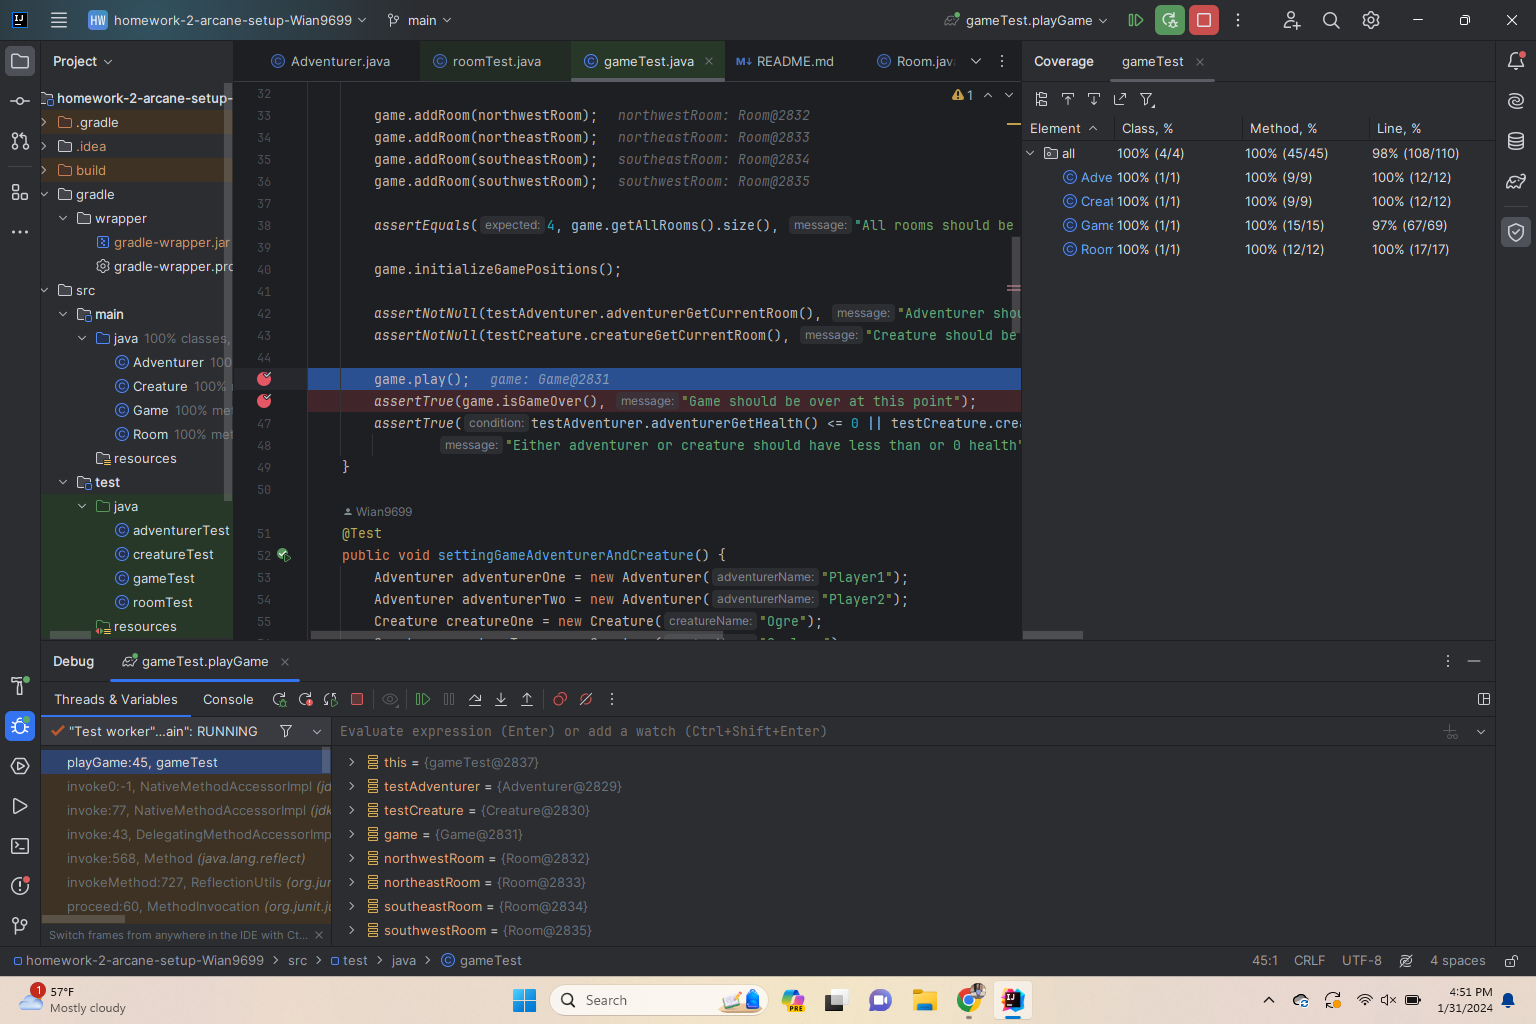 HW homework-2-arcane-setup-Wian9699 main gameTest.playGame
Project
Adventurer.java roomTest.java gameTest.java README.md Room.jav
Coverage gameTest
homework-2-arcane-setup-
.gradle
.idea
build
gradle
wrapper
gradle-wrapper.jar
gradle-wrapper.pro
src
main
java 100% classes,
Adventurer 100
Creature 100%
Game 100% me
Room 100% met
resources
test
java
adventurerTest
creatureTest
gameTest
roomTest
resources
1
32
33 game.addRoom(northwestRoom); northwestRoom: Room@2832
34 game.addRoom(northeastRoom); northeastRoom: Room@2833
35 game.addRoom(southeastRoom); southeastRoom: Room@2834
36 game.addRoom(southwestRoom); southwestRoom: Room@2835
37
38 assertEquals( expected: 4, game.getAllRooms().size(), message: "All rooms should be
39
40 game.initializeGamePositions();
41
42 assertNotNull(testAdventurer.adventurerGetCurrentRoom(), message: "Adventurer shou
43 assertNotNull(testCreature.creatureGetCurrentRoom(), message: "Creature should be
44
game.play(); game: Game@2831
assertTrue(game.isGameOver(), message: "Game should be over at this point");
47 assertTrue( condition: testAdventurer.adventurerGetHealth() <= 0 || testCreature.crea
48 message: "Either adventurer or creature should have less than or 0 health"
49 }
50
Wian9699
51 @Test
52 public void settingGameAdventurerAndCreature() {
53 Adventurer adventurerOne = new Adventurer( adventurerName: "Player1");
54 Adventurer adventurerTwo = new Adventurer( adventurerName: "Player2");
55 Creature creatureOne = new Creature( creatureName: "Ogre");
Element Class, % Method, % Line, %
all 100% (4/4) 100% (45/45) 98% (108/110)
Adve 100% (1/1) 100% (9/9) 100% (12/12)
Creat 100% (1/1) 100% (9/9) 100% (12/12)
Game 100% (1/1) 100% (15/15) 97% (67/69)
Room 100% (1/1) 100% (12/12) 100% (17/17)
Debug gameTest.playGame
Threads & Variables Console
"Test worker"...ain": RUNNING
playGame:45, gameTest
invoke0:-1, NativeMethodAccessorImpl (jd
invoke:77, NativeMethodAccessorImpl (jdk
invoke:43, DelegatingMethodAccessorImp
invoke:568, Method (java.lang.reflect)
invokeMethod:727, ReflectionUtils (org.jun
proceed:60, MethodInvocation (org.junit.ju
Switch frames from anywhere in the IDE with Ct...
Evaluate expression (Enter) or add a watch (Ctrl+Shift+Enter)
this = {gameTest@2837}
testAdventurer = {Adventurer@2829}
testCreature = {Creature@2830}
game = {Game@2831}
northwestRoom = {Room@2832}
northeastRoom = {Room@2833}
southeastRoom = {Room@2834}
southwestRoom = {Room@2835}
homework-2-arcane-setup-Wian9699 > src > test > java > gameTest
45:1 CRLF UTF-8 4 spaces
1
57°F
Mostly cloudy
Search
PRE
4:51 PM
1/31/2024